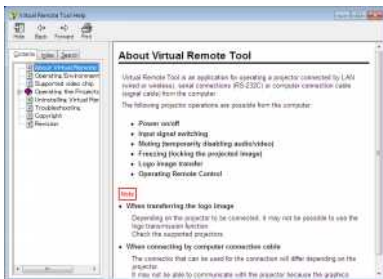 Virtual Remote Tool Help
Hide Back Forward Print
Contents Index Search
About Virtual Remote
Operating Environment
Supported video chip
Operating the Projecto
Uninstalling Virtual Rem
Troubleshooting
Copyright
Revision
About Virtual Remote Tool
Virtual Remote Tool is an application for operating a projector connected by LAN
(wired or wireless), serial connections (RS-232C) or computer connection cable
(signal cable) from the computer.
The following projector operations are possible from the computer:
• Power on/off
• Input signal switching
• Muting (temporarily disabling audio/video)
• Freezing (locking the projected image)
• Logo image transfer
• Operating Remote Control
Note
• When transferring the logo image
Depending on the projector to be connected, it may not be possible to use the
logo transmission function.
Check the supported projectors.
• When connecting by computer connection cable
The connector that can be used for the connection will differ depending on the
projector.
It may not be able to communicate with the projector because the graphics